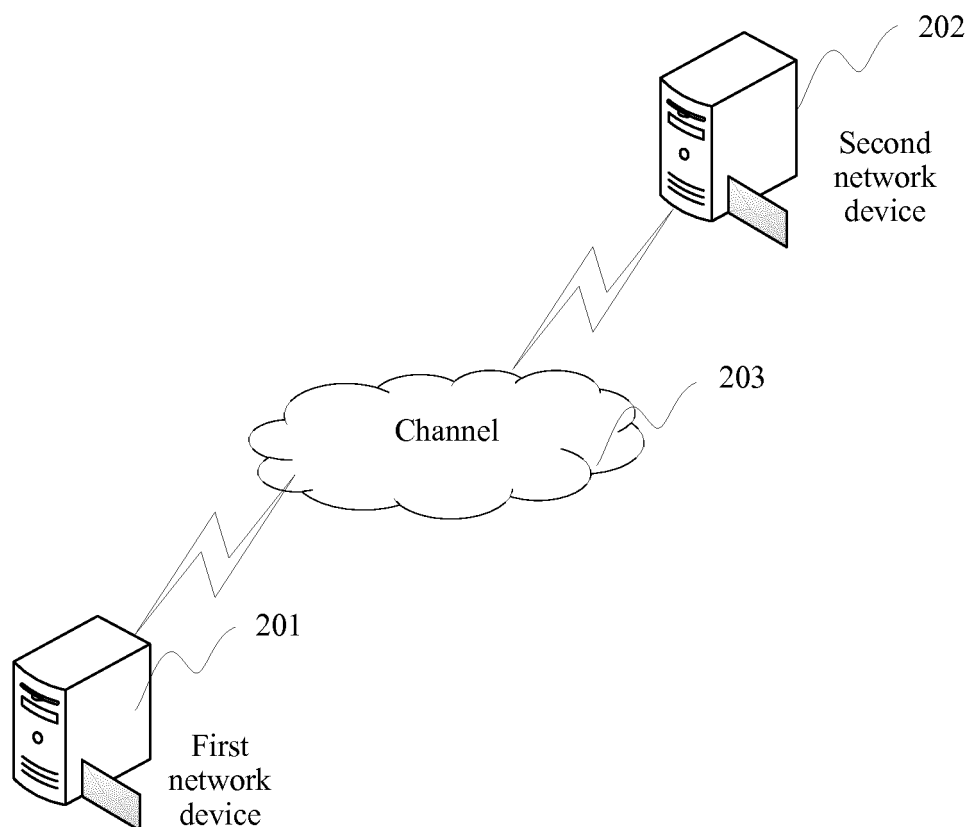 202
Second
network
device
203
Channel
201
First
network
device